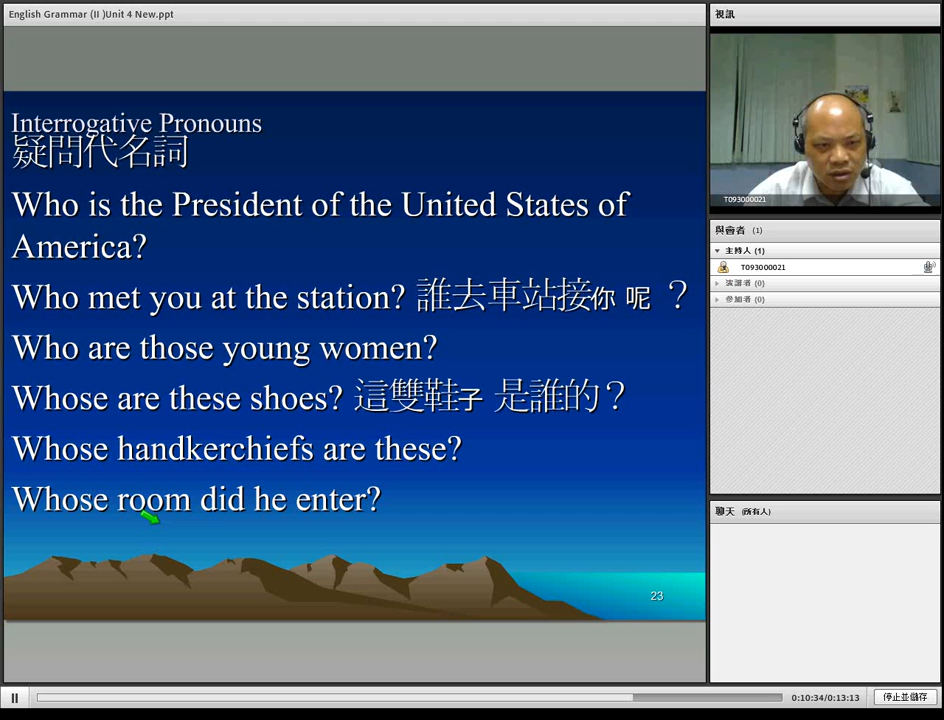 English Grammar (II )Unit 4 New.ppt
Interrogative Pronouns
疑問代名詞
Who is the President of the United States of
America?
Who met you at the station? 誰去車站接你 呢 ？
Who are those young women?
Whose are these shoes? 這雙鞋子 是誰的？
Whose handkerchiefs are these?
Whose room did he enter?
23
視訊
T093000021
與會者 (1)
主持人 (1)
T093000021
演講者 (0)
參加者 (0)
聊天 (所有人)
0:10:34/0:13:13
停止並儲存